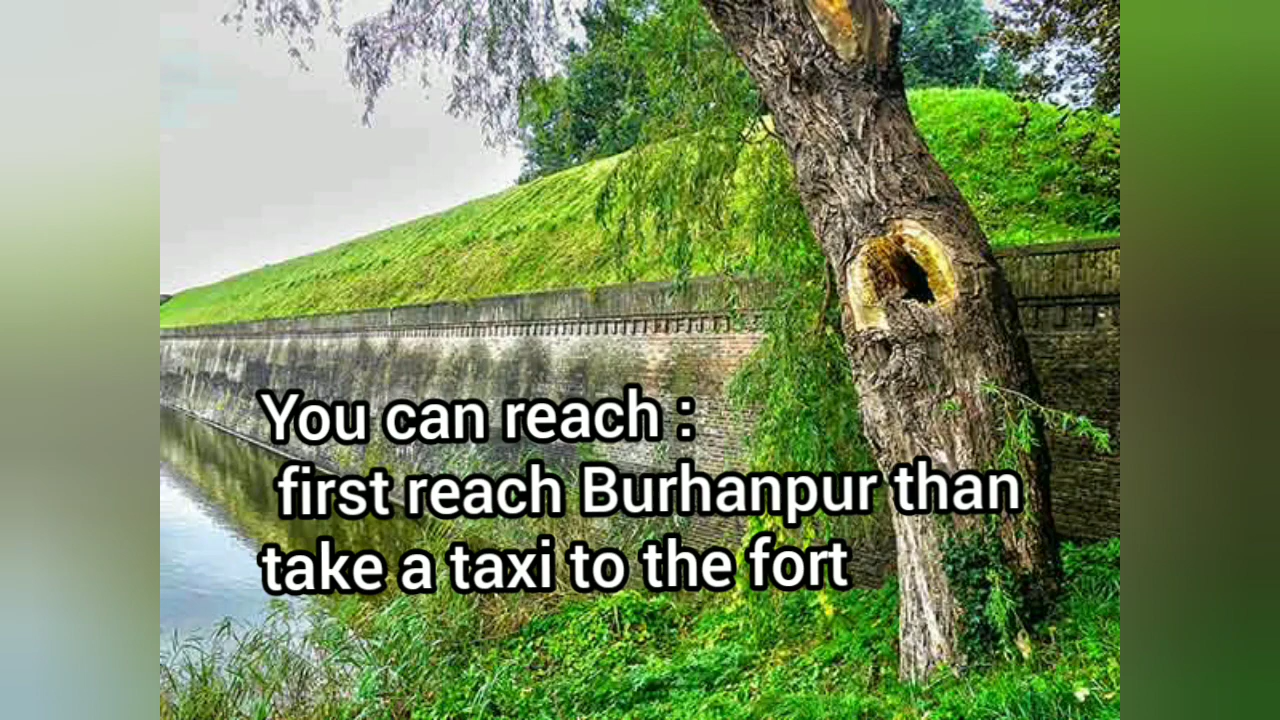 You can reach :
first reach Burhanpur than
take a taxi to the fort